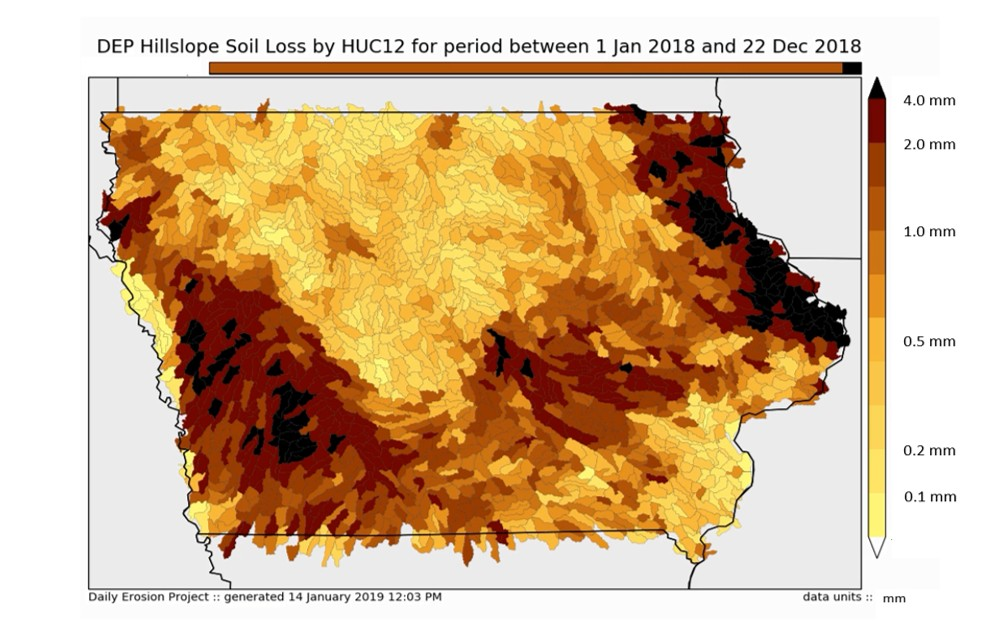 DEP Hillslope Soil Loss by HUC12 for period between 1 Jan 2018 and 22 Dec 2018
4.0 mm
2.0 mm
1.0 mm
0.5 mm
0.2 mm
0.1 mm
Daily Erosion Project :: generated 14 January 2019 12:03 PM
data units :: mm